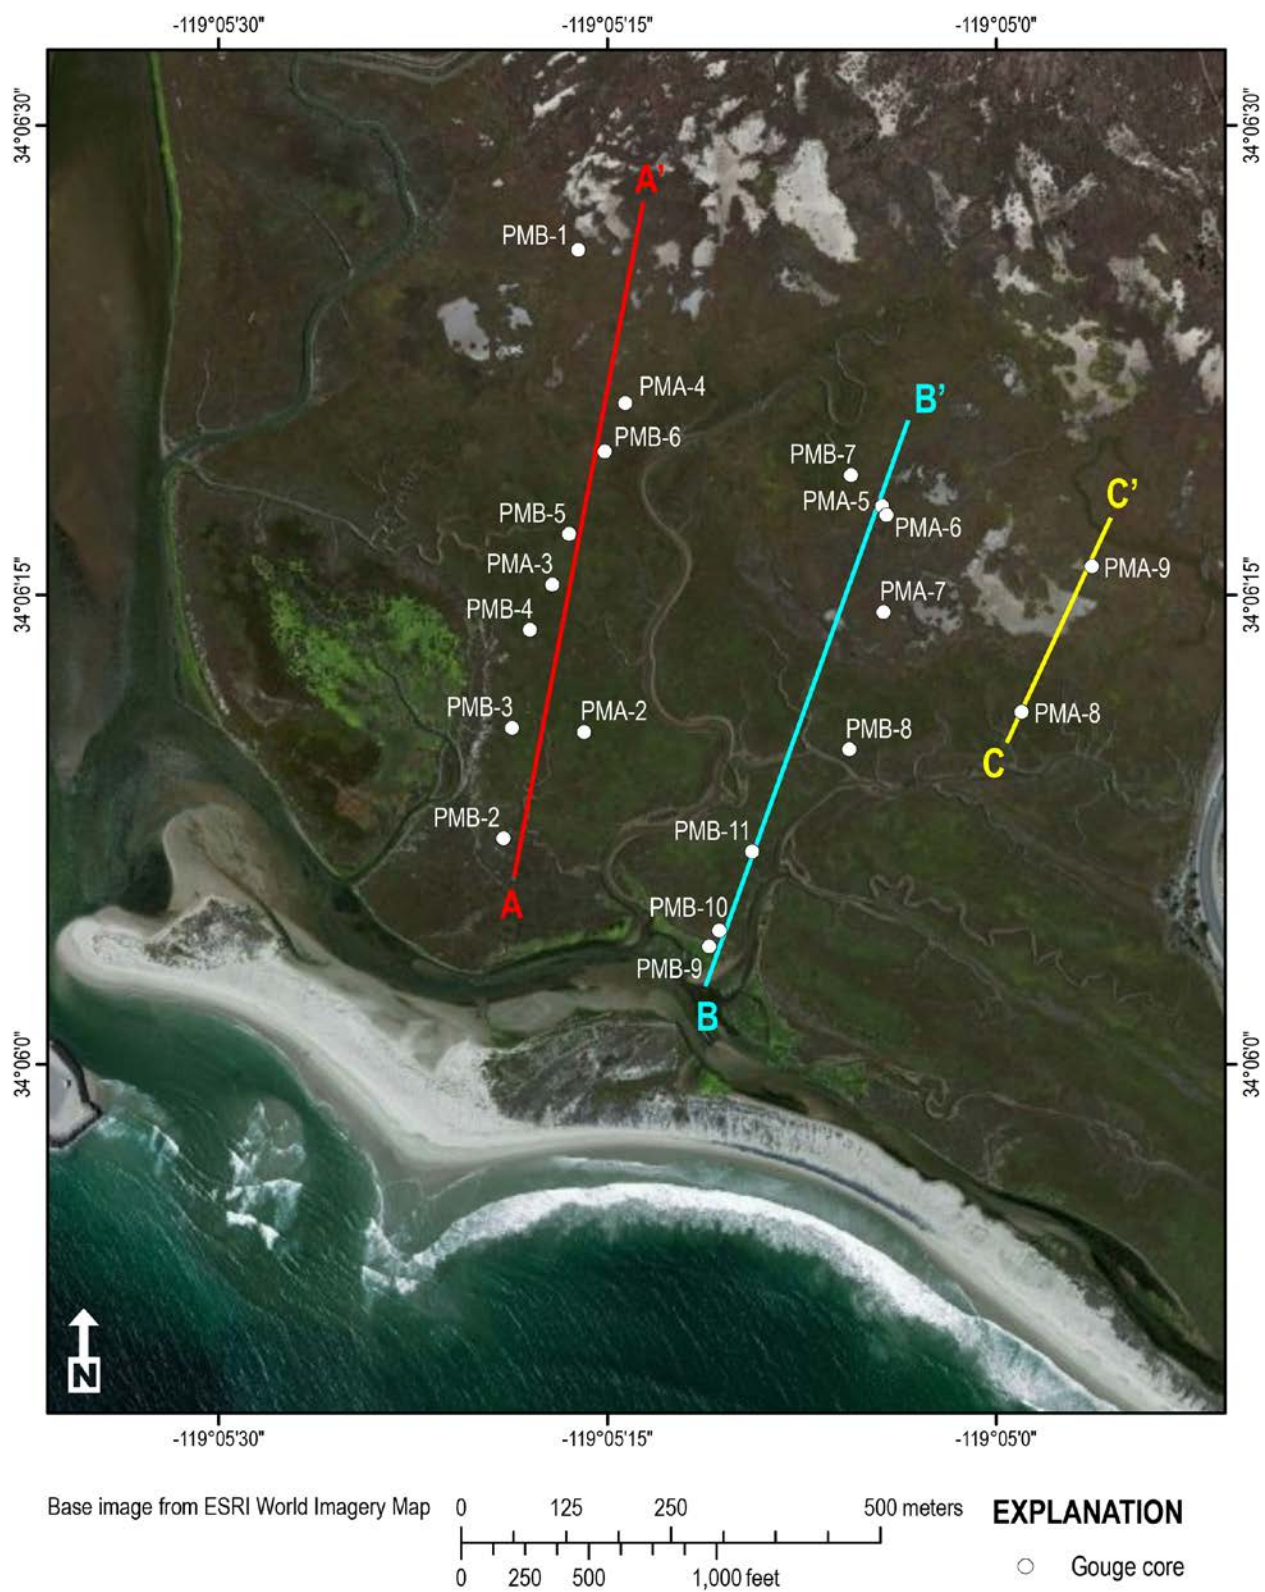 -119°05'30" -119°05'15" -119°05'0"
34°06'30" 34°06'30"
A'
PMB-1
PMA-4
B'
PMB-6
PMB-7
C'
PMA-5
PMB-5
PMA-6
PMA-3
PMA-9
34°06'15" 34°06'15"
PMA-7
PMB-4
PMB-3 PMA-2
PMA-8
PMB-8
C
PMB-2
PMB-11
A
PMB-10
PMB-9
B
34°06'0" 34°06'0"
N
-119°05'30" -119°05'15" -119°05'0"
Base image from ESRI World Imagery Map
0 125 250 500 meters
0 250 500 1,000 feet
EXPLANATION
Gouge core